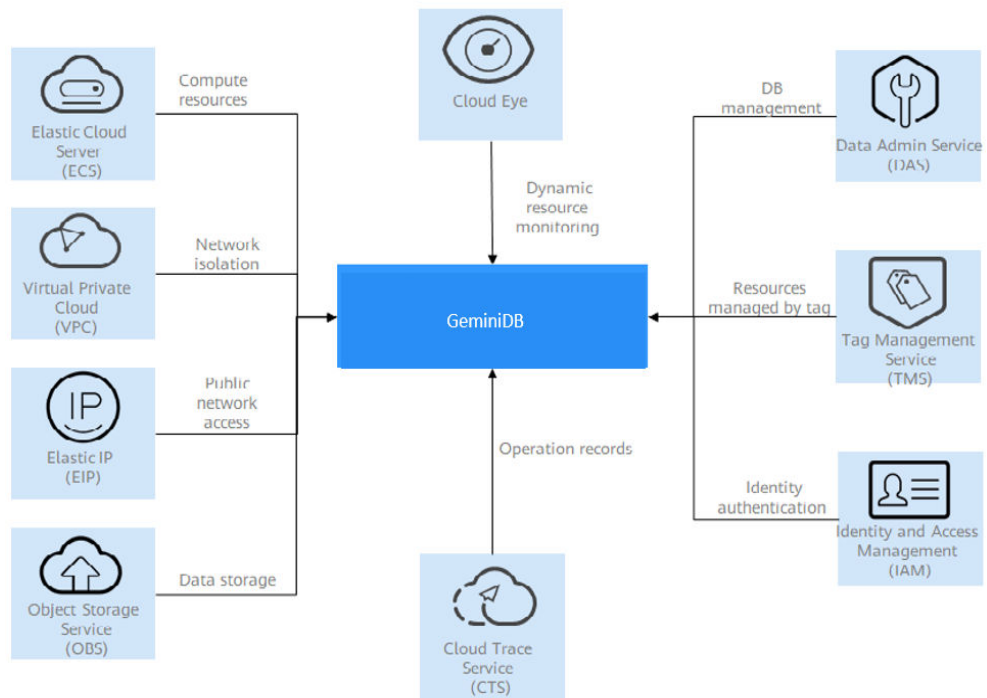 Cloud Eye
Compute
resources
Elastic Cloud
Server
(ECS)
DB
management
Data Admin Service
(DAS)
Dynamic
resource
monitoring
Network
isolation
Virtual Private
Cloud
(VPC)
GeminiDB
Resources
managed by tag
Tag Management
Service
(TMS)
IP
Public
network
access
Elastic IP
(EIP)
Operation records
Identity
authentication
Identity and Access
Management
(IAM)
Data storage
Object Storage
Service
(OBS)
Cloud Trace
Service
(CTS)